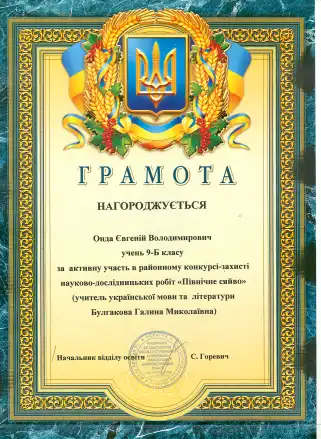 ГРАМОТА
НАГОРОДЖУЄТЬСЯ
Онда Євгеній Володимирович
учень 9-Б класу
за активну участь в районному конкурсі-захисті
науково-дослідницьких робіт «Північне сяйво»
(учитель української мови та літератури
Булгакова Галина Миколаївна)
Начальник відділу освіти С. Горевич